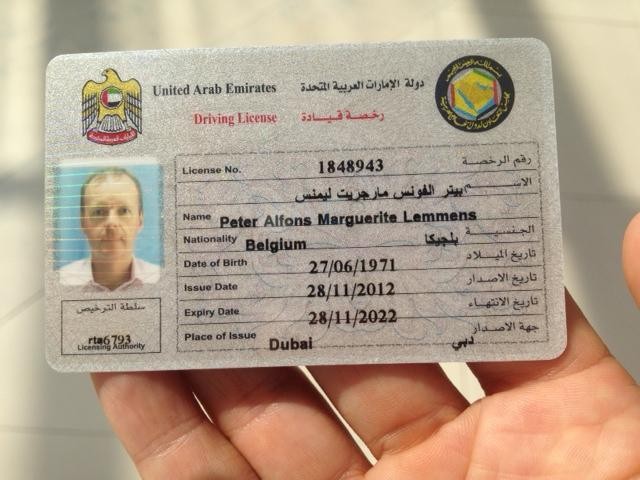 United Arab Emirates دولة الإمارات العربية المتحدة
Driving License رخصة قيادة
License No. 1848943 رقم الرخصة
الاســـم بيتر الفونس مارجريت ليمنس
Name Peter Alfons Marguerite Lemmens
Nationality Belgium بلجيكا الجنسيـــة
Date of Birth 27/06/1971 تاريخ الميـلاد
Issue Date 28/11/2012 تاريخ الاصدار
Expiry Date 28/11/2022 تاريخ الانتهاء
Place of Issue Dubai دبي جهة الاصدار
سلطة الترخيص
rta6793
Licensing Authority